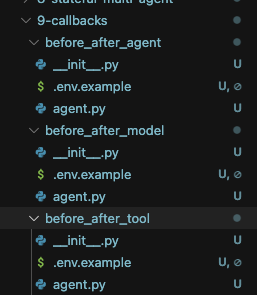 8-stateful-multi-agent
9-callbacks
before_after_agent
__init__.py U
$ .env.example U,
agent.py U
before_after_model
__init__.py U
$ .env.example U,
agent.py U
before_after_tool
__init__.py U
$ .env.example U,
agent.py U